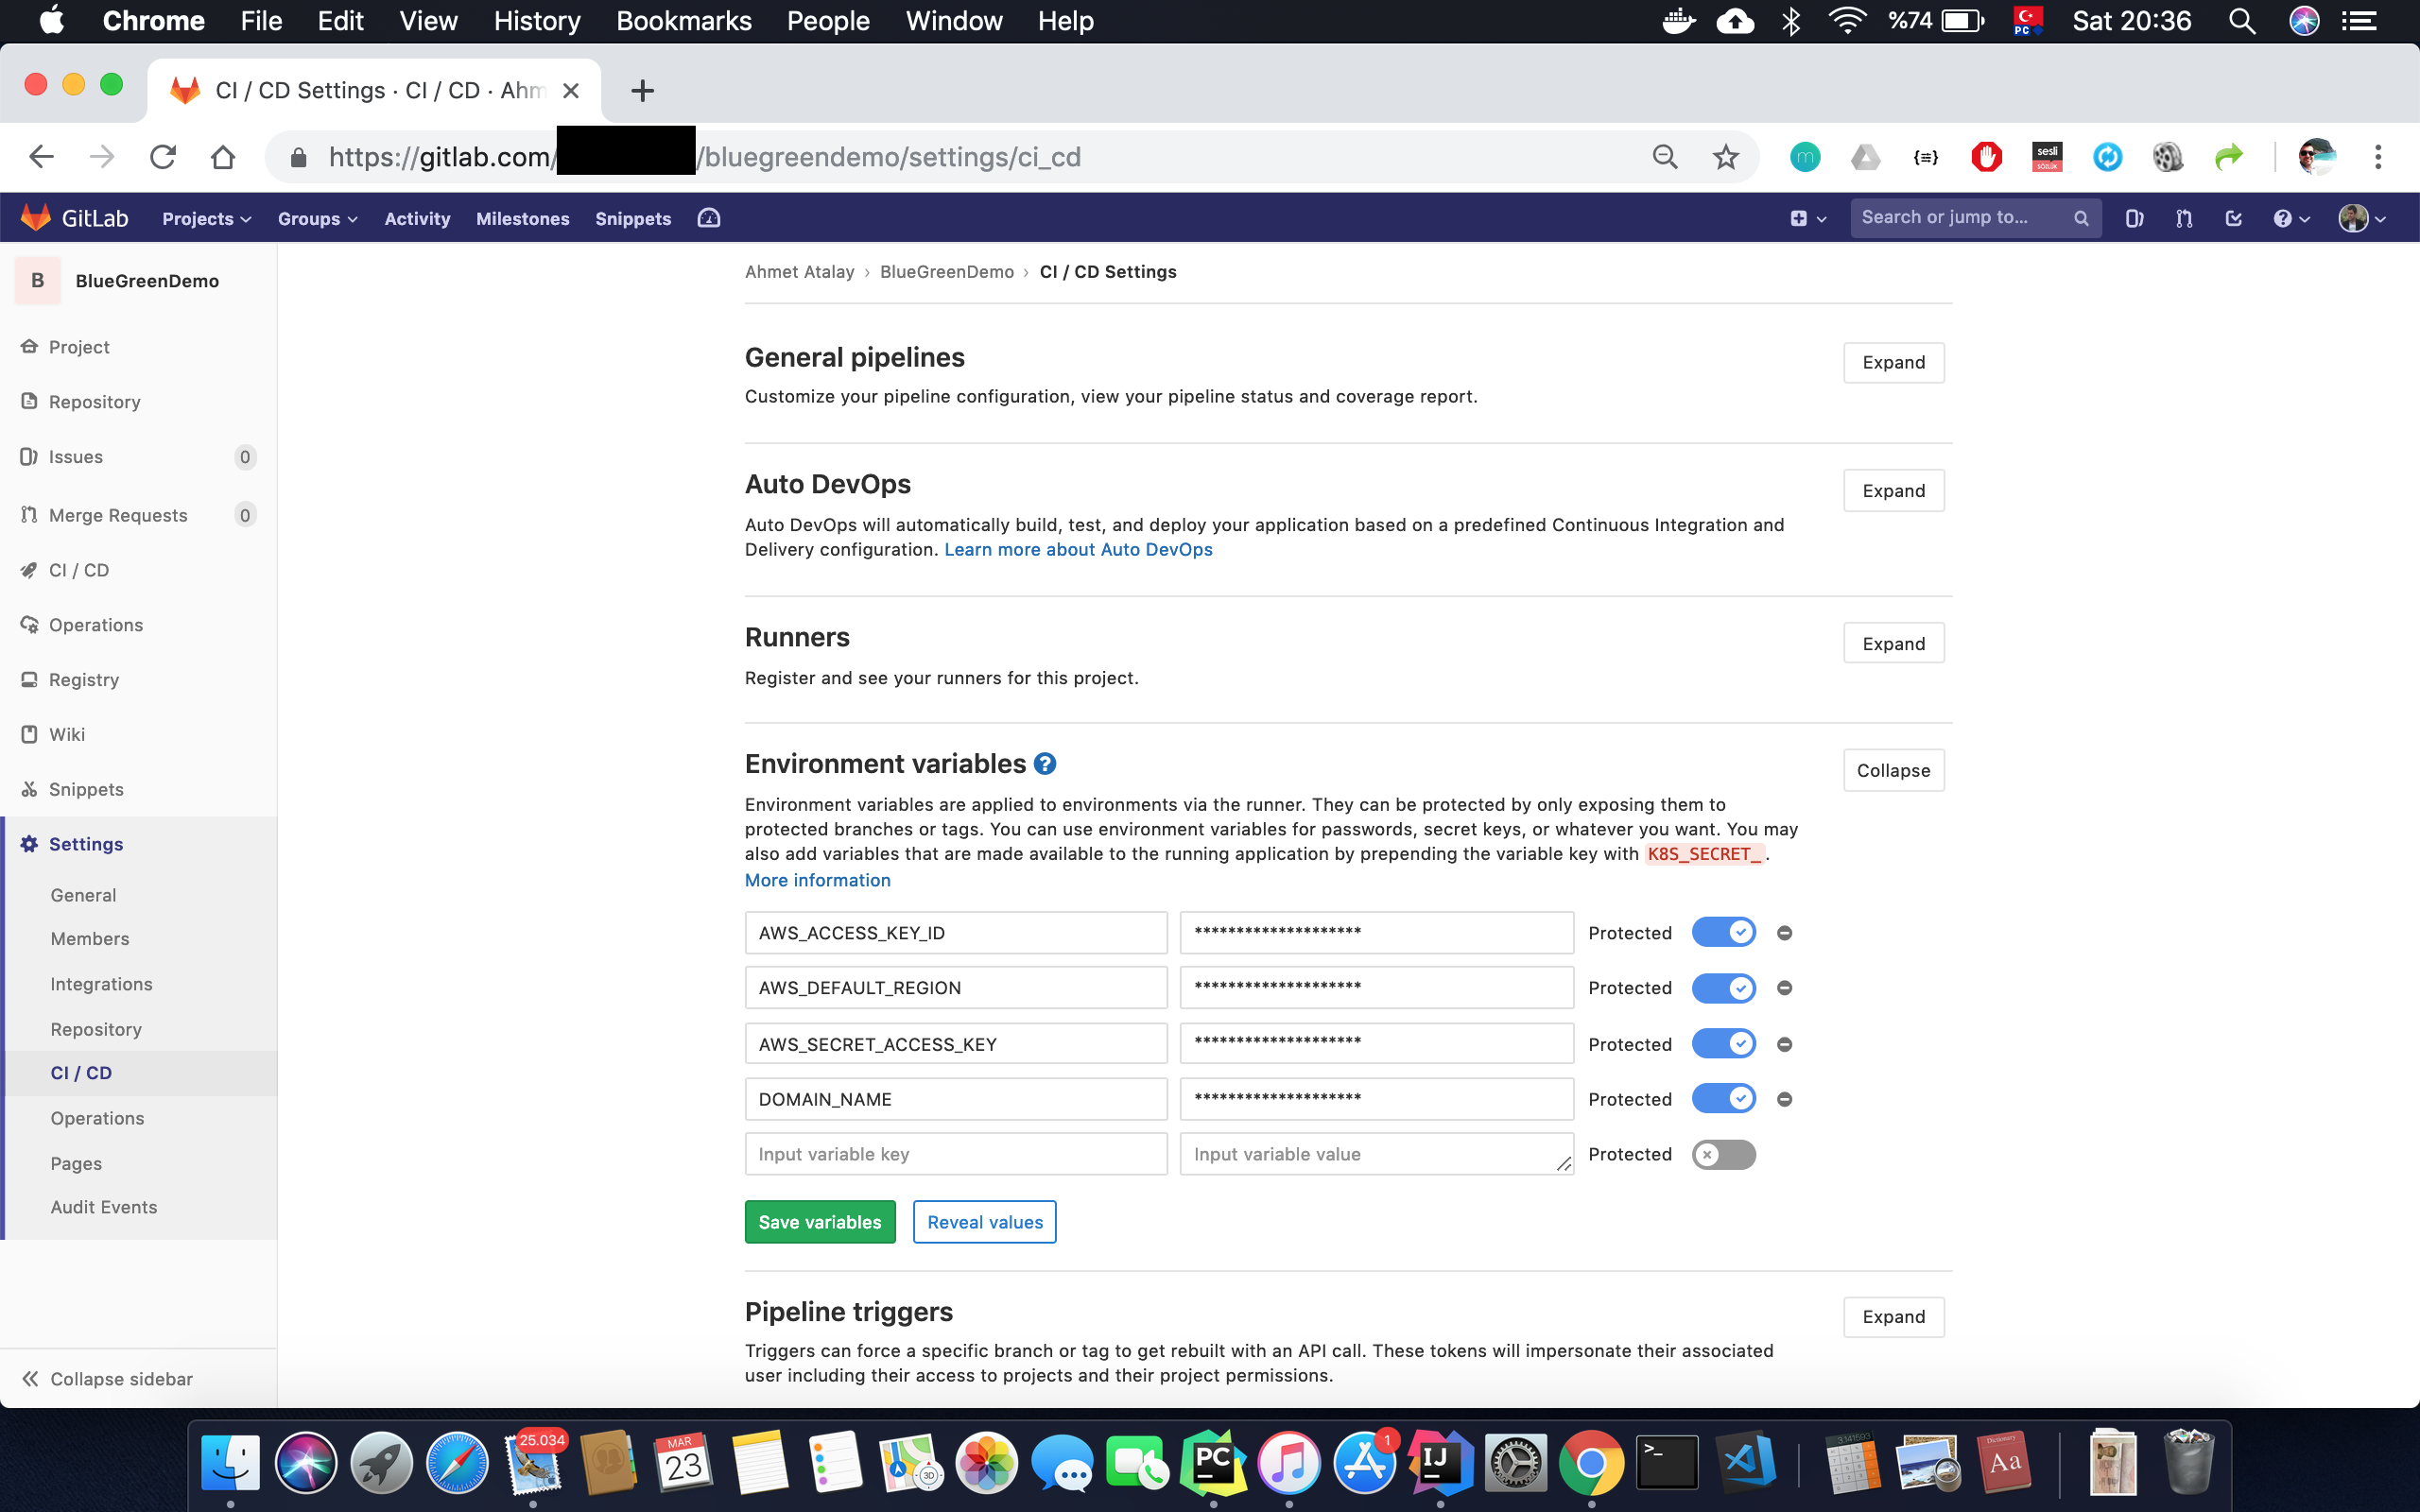 Chrome File Edit View History Bookmarks People Window Help %74 PC Sat 20:36
CI / CD Settings · CI / CD · Ahm
https://gitlab.com/ /bluegreendemo/settings/ci_cd
m {≡} sesli SÖZLÜK
GitLab Projects Groups Activity Milestones Snippets Search or jump to...
B BlueGreenDemo
Project
Repository
Issues 0
Merge Requests 0
CI / CD
Operations
Registry
Wiki
Snippets
Settings
General
Members
Integrations
Repository
CI / CD
Operations
Pages
Audit Events
Collapse sidebar
Ahmet Atalay › BlueGreenDemo › CI / CD Settings
General pipelines
Expand
Customize your pipeline configuration, view your pipeline status and coverage report.
Auto DevOps
Expand
Auto DevOps will automatically build, test, and deploy your application based on a predefined Continuous Integration and
Delivery configuration. Learn more about Auto DevOps
Runners
Expand
Register and see your runners for this project.
Environment variables ?
Collapse
Environment variables are applied to environments via the runner. They can be protected by only exposing them to
protected branches or tags. You can use environment variables for passwords, secret keys, or whatever you want. You may
also add variables that are made available to the running application by prepending the variable key with K8S_SECRET_.
More information
AWS_ACCESS_KEY_ID ******************** Protected
AWS_DEFAULT_REGION ******************** Protected
AWS_SECRET_ACCESS_KEY ******************** Protected
DOMAIN_NAME ******************** Protected
Input variable key Input variable value Protected
Save variables Reveal values
Pipeline triggers
Expand
Triggers can force a specific branch or tag to get rebuilt with an API call. These tokens will impersonate their associated
user including their access to projects and their project permissions.
25.034 MAR 23 3D PC 1 IJ >_ 3.141593 Dictionary Aa